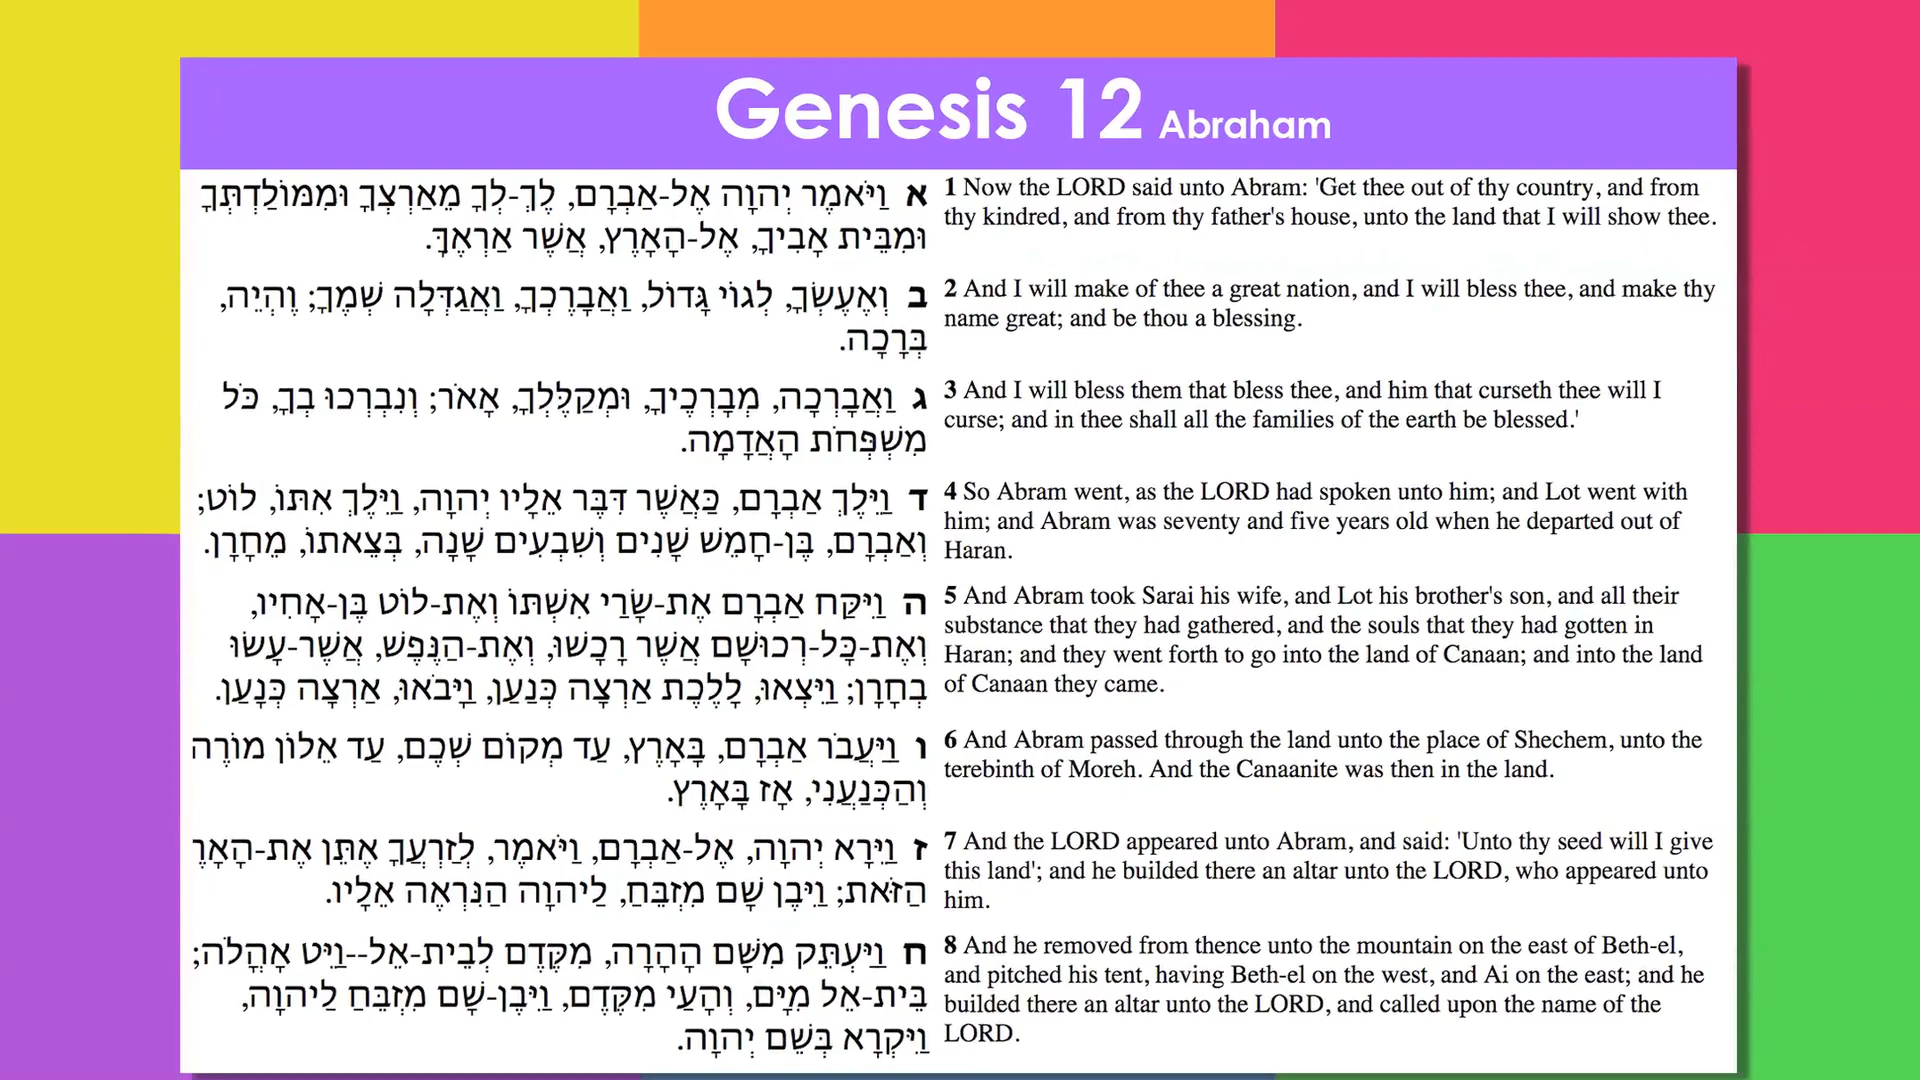 Genesis 12 Abraham
א וַיֹּאמֶר יְהוָה אֶל-אַבְרָם, לֶךְ-לְךָ מֵאַרְצְךָ וּמִמּוֹלַדְתְּךָ
וּמִבֵּית אָבִיךָ, אֶל-הָאָרֶץ, אֲשֶׁר אַרְאֶךָּ.
1 Now the LORD said unto Abram: 'Get thee out of thy country, and from
thy kindred, and from thy father's house, unto the land that I will show thee.
ב וְאֶעֶשְׂךָ, לְגוֹי גָּדוֹל, וַאֲבָרֶכְךָ, וַאֲגַדְּלָה שְׁמֶךָ; וֶהְיֵה,
בְּרָכָה.
2 And I will make of thee a great nation, and I will bless thee, and make thy
name great; and be thou a blessing.
ג וַאֲבָרְכָה, מְבָרְכֶיךָ, וּמְקַלֶּלְךָ, אָאֹר; וְנִבְרְכוּ בְךָ, כֹּל
מִשְׁפְּחֹת הָאֲדָמָה.
3 And I will bless them that bless thee, and him that curseth thee will I
curse; and in thee shall all the families of the earth be blessed.'
ד וַיֵּלֶךְ אַבְרָם, כַּאֲשֶׁר דִּבֶּר אֵלָיו יְהוָה, וַיֵּלֶךְ אִתּוֹ, לוֹט;
וְאַבְרָם, בֶּן-חָמֵשׁ שָׁנִים וְשִׁבְעִים שָׁנָה, בְּצֵאתוֹ, מֵחָרָן.
4 So Abram went, as the LORD had spoken unto him; and Lot went with
him; and Abram was seventy and five years old when he departed out of
Haran.
ה וַיִּקַּח אַבְרָם אֶת-שָׂרַי אִשְׁתּוֹ וְאֶת-לוֹט בֶּן-אָחִיו,
וְאֶת-כָּל-רְכוּשָׁם אֲשֶׁר רָכָשׁוּ, וְאֶת-הַנֶּפֶשׁ, אֲשֶׁר-עָשׂוּ
בְחָרָן; וַיֵּצְאוּ, לָלֶכֶת אַרְצָה כְּנַעַן, וַיָּבֹאוּ, אַרְצָה כְּנָעַן.
5 And Abram took Sarai his wife, and Lot his brother's son, and all their
substance that they had gathered, and the souls that they had gotten in
Haran; and they went forth to go into the land of Canaan; and into the land
of Canaan they came.
ו וַיַּעֲבֹר אַבְרָם, בָּאָרֶץ, עַד מְקוֹם שְׁכֶם, עַד אֵלוֹן מוֹרֶה
וְהַכְּנַעֲנִי, אָז בָּאָרֶץ.
6 And Abram passed through the land unto the place of Shechem, unto the
terebinth of Moreh. And the Canaanite was then in the land.
ז וַיֵּרָא יְהוָה, אֶל-אַבְרָם, וַיֹּאמֶר, לְזַרְעֲךָ אֶתֵּן אֶת-הָאָרֶ
הַזֹּאת; וַיִּבֶן שָׁם מִזְבֵּחַ, לַיהוָה הַנִּרְאֶה אֵלָיו.
7 And the LORD appeared unto Abram, and said: 'Unto thy seed will I give
this land'; and he builded there an altar unto the LORD, who appeared unto
him.
ח וַיַּעְתֵּק מִשָּׁם הָהָרָה, מִקֶּדֶם לְבֵית-אֵל--וַיֵּט אָהֳלֹה;
בֵּית-אֵל מִיָּם, וְהָעַי מִקֶּדֶם, וַיִּבֶן-שָׁם מִזְבֵּחַ לַיהוָה,
וַיִּקְרָא בְּשֵׁם יְהוָה.
8 And he removed from thence unto the mountain on the east of Beth-el,
and pitched his tent, having Beth-el on the west, and Ai on the east; and he
builded there an altar unto the LORD, and called upon the name of the
LORD.